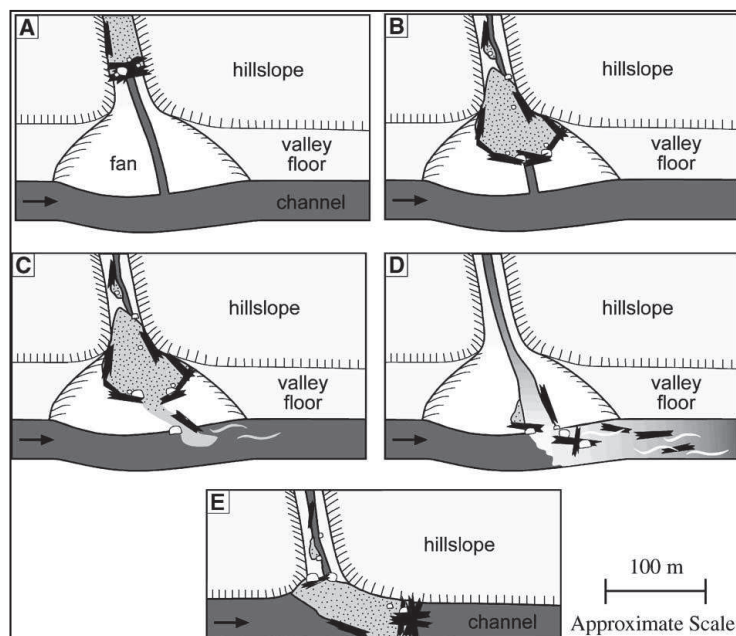 A
hillslope
valley
floor
fan
channel
B
hillslope
valley
floor
channel
C
hillslope
valley
floor
D
hillslope
valley
floor
E
hillslope
channel
100 m
Approximate Scale